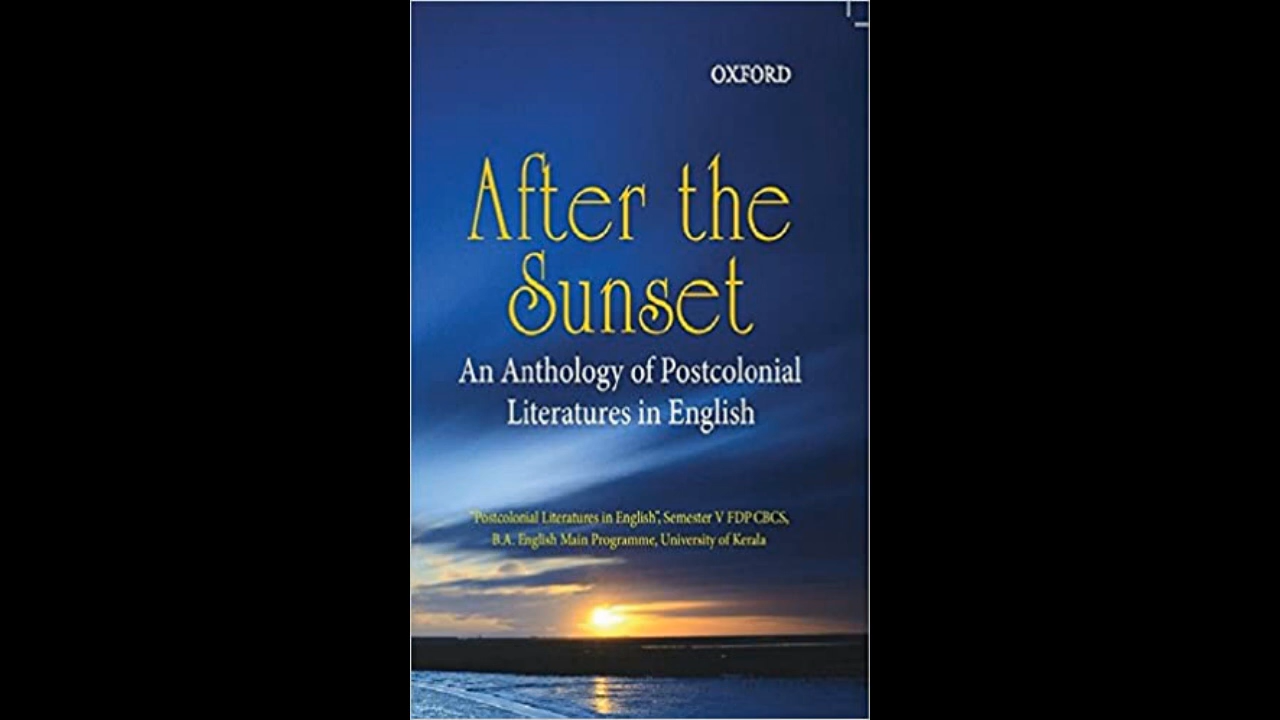 OXFORD
After the
Sunset
An Anthology of Postcolonial
Literatures in English
"Postcolonial Literatures in English", Semester V FDP CBCS,
B.A. English Main Programme, University of Kerala